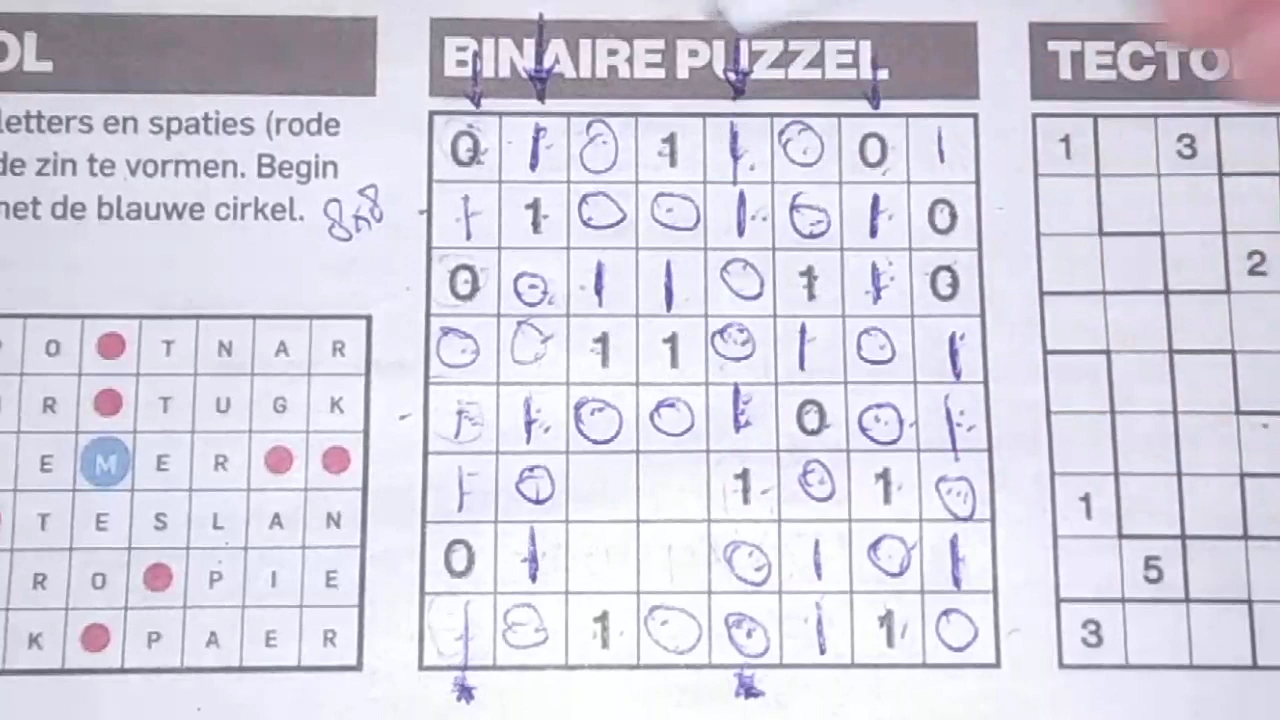 BINAIRE PUZZEL
letters en spaties (rode
de zin te vormen. Begin
met de blauwe cirkel. 8x8
0 1 0 1 1 0 0 1
1 1 0 0 1 0 1 0
0 0 1 1 0 1 1 0
0 0 1 1 0 1 0 1
1 1 0 0 1 0 0 1
1 0 1 0 1 0
0 1 0 1 0 1
1 0 1 0 0 1 1 0
O T N A R
R T U G K
E M E R
T E S L A N
R O P I E
K P A E R
1 3
2
1
5
3